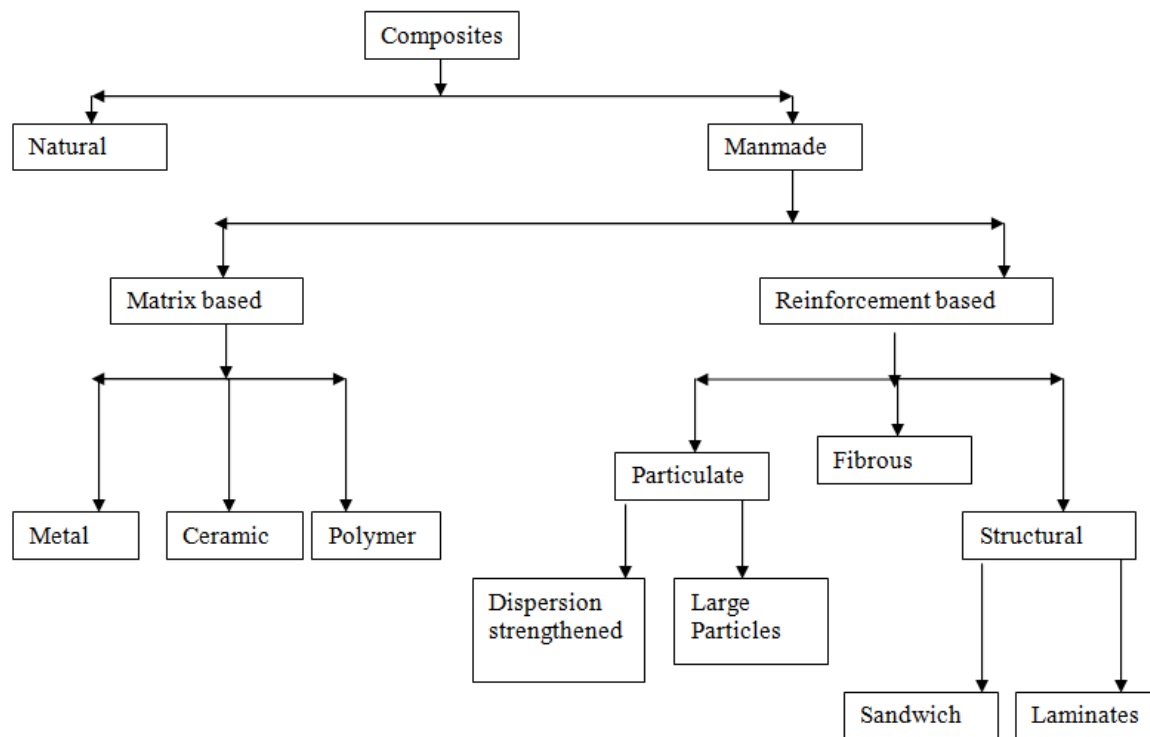 Composites
Natural
Manmade
Matrix based
Reinforcement based
Particulate
Fibrous
Metal
Ceramic
Polymer
Structural
Dispersion
strengthened
Large
Particles
Sandwich
Laminates